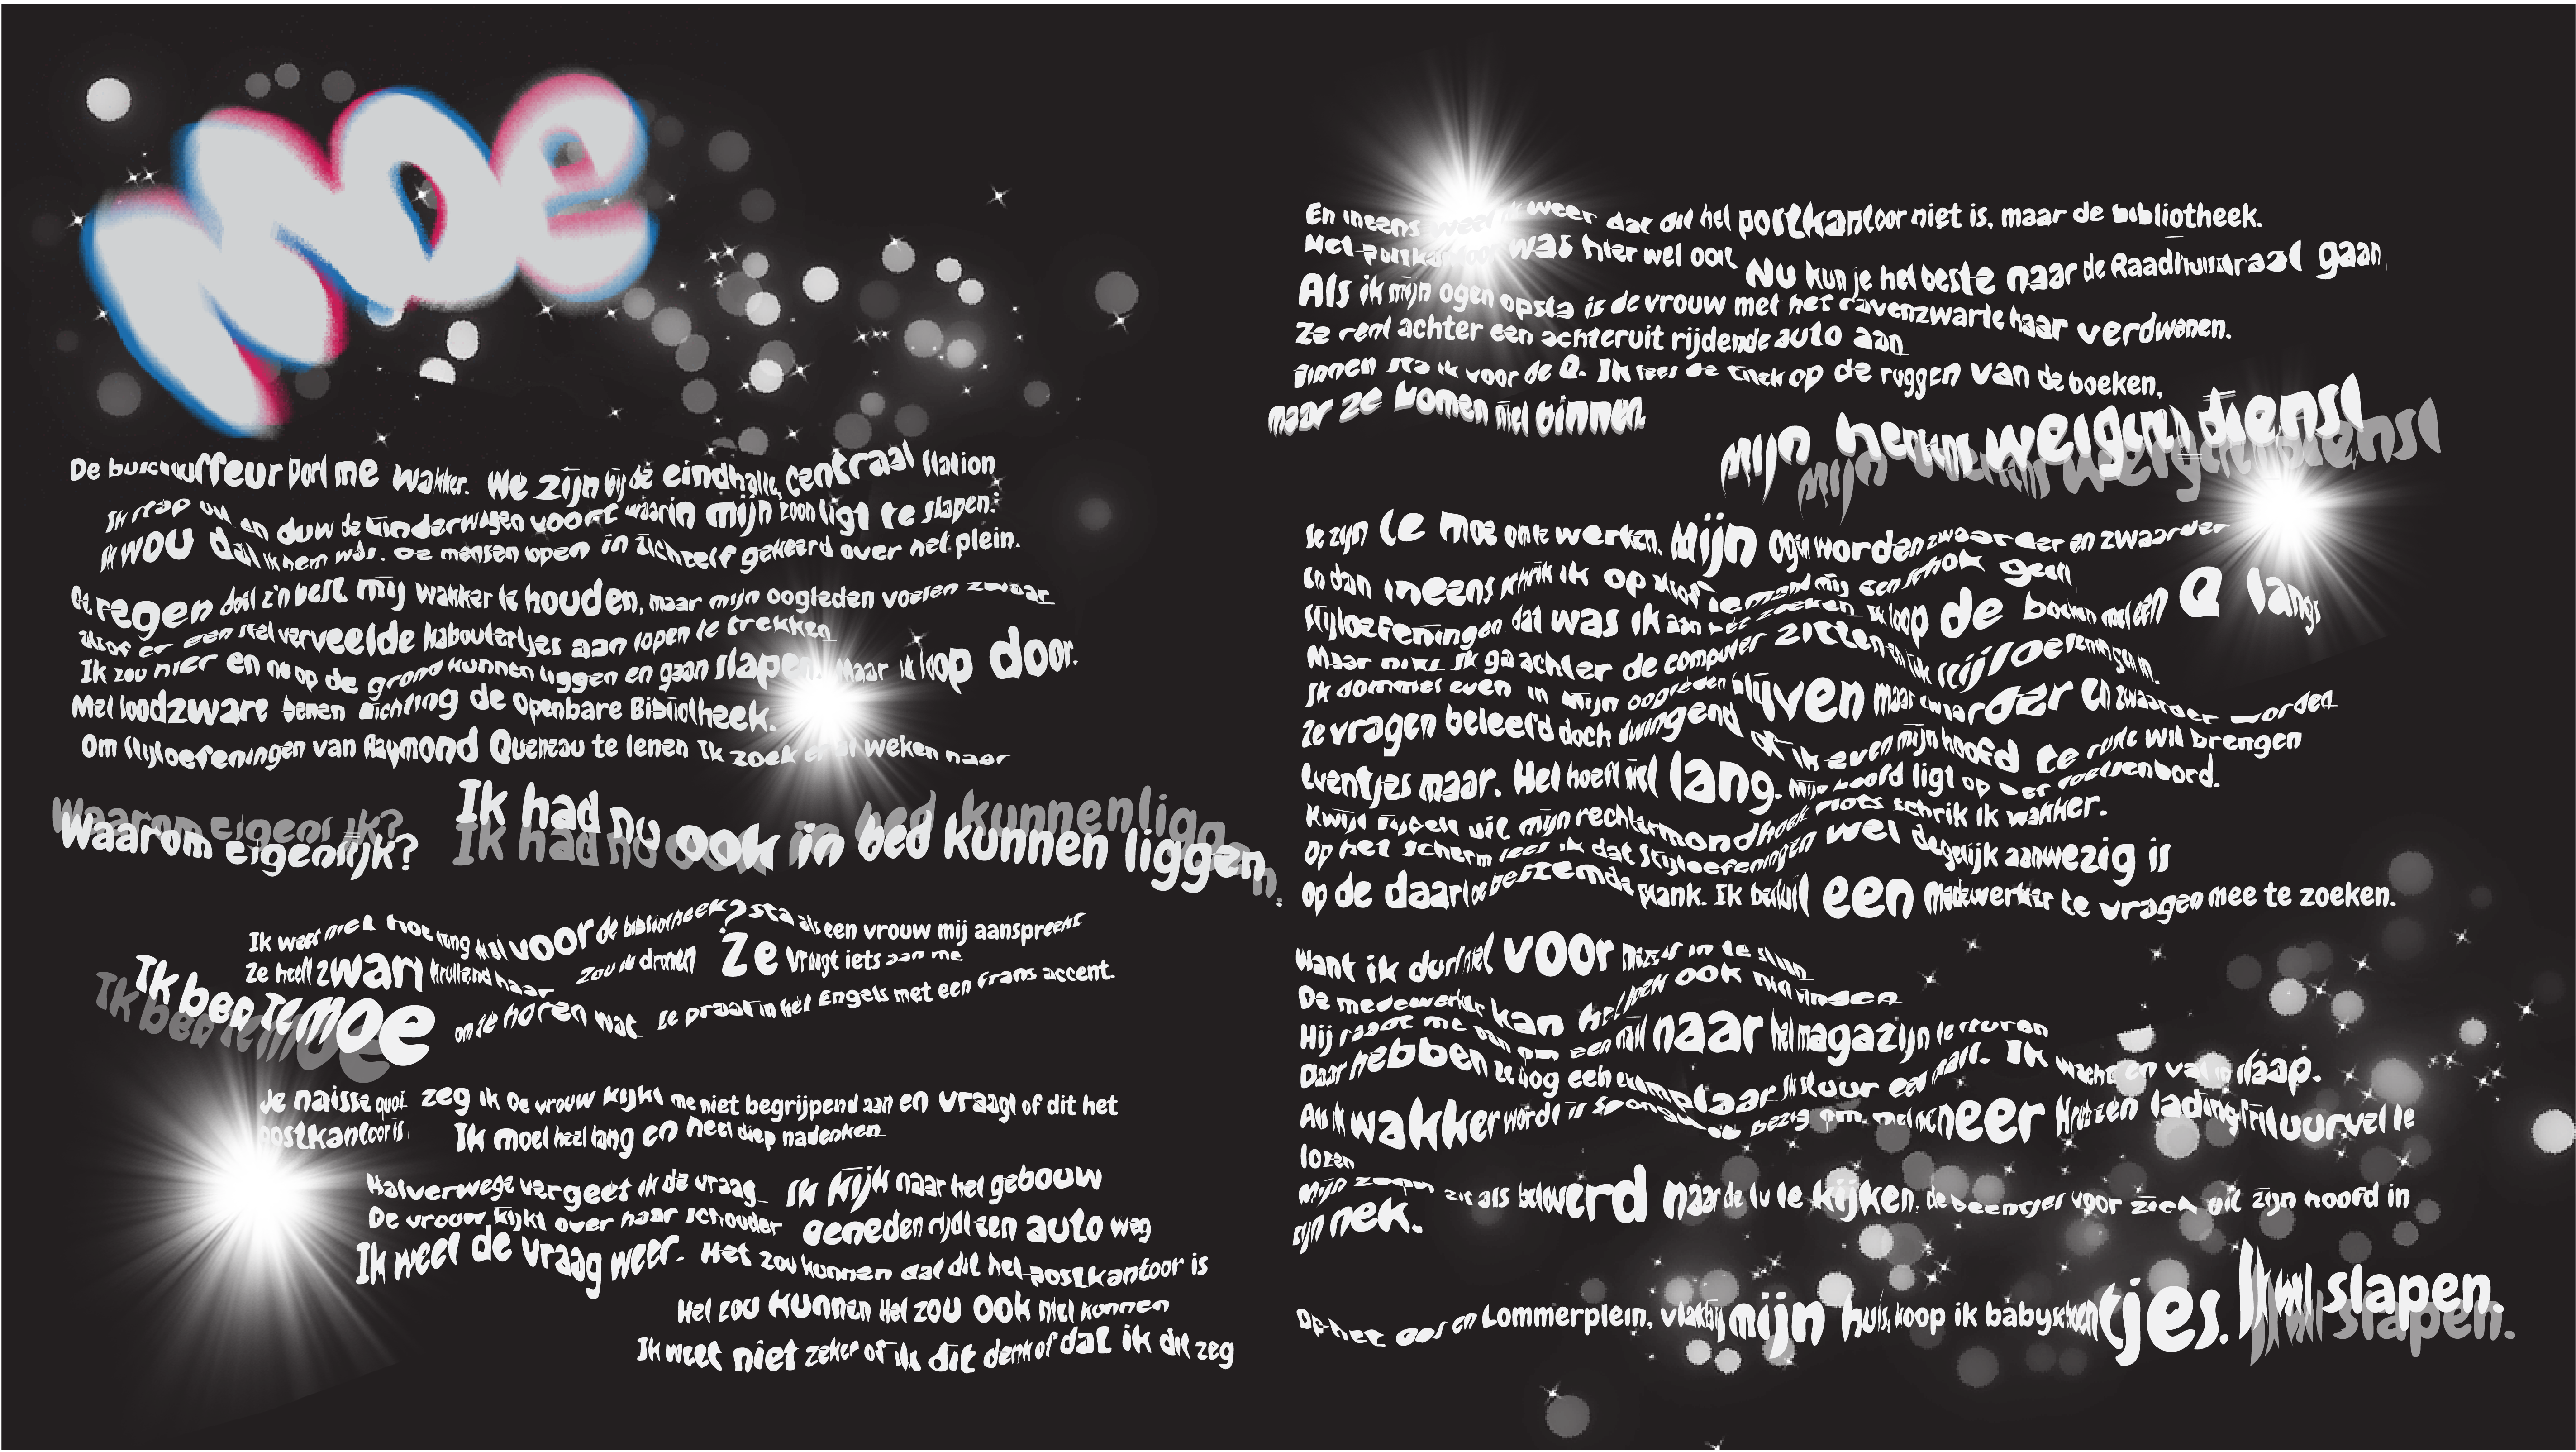 Moe
De buschauffeur port me wakker. We zijn bij de eindhalte, Centraal Station
Ik stap uit en duw de kinderwagen voort waarin mijn zoon ligt te slapen.
Ik wou dat ik hem was. De mensen lopen in zichzelf gekeerd over het plein.
De regen doet z'n best mij wakker te houden, maar mijn oogleden voelen zwaar
alsof er een stel verveelde kaboutertjes aan lopen te trekken
Ik zou hier en nu op de grond kunnen liggen en gaan slapen. Maar ik loop door.
Met loodzware benen richting de Openbare Bibliotheek.
Om Stijloefeningen van Raymond Queneau te lenen Ik zoek er al weken naar
Waarom eigenlijk? Ik had nu ook in bed kunnen liggen.
Ik weet niet hoe lang ik al voor de bibliotheek sta als een vrouw mij aanspreekt
Ze heeft zwart krullend haar Zou ik dromen? Ze vraagt iets aan me
Ik ben te moe om te horen wat Ze praat in het Engels met een Frans accent.
Je naisse quoi zeg ik De vrouw kijkt me niet begrijpend aan en vraagt of dit het
postkantoor is. Ik moet heel lang en heel diep nadenken
Halverwege vergeet ik de vraag Ik kijk naar het gebouw
De vrouw kijkt over haar schouder Beneden rijdt een auto weg
Ik weet de vraag weer. Het zou kunnen dat dit het postkantoor is
Het zou kunnen Het zou ook niet kunnen
Ik weet niet zeker of ik dit denk of dat ik dit zeg
En ineens weet ik weer dat dit het postkantoor niet is, maar de bibliotheek.
Het postkantoor was hier wel ooit Nu kun je het beste naar de Raadhuisstraat gaan
Als ik mijn ogen opsla is de vrouw met het ravenzwarte haar verdwenen.
Ze rent achter een achteruit rijdende auto aan
Binnen sta ik voor de Q. Ik lees de titels op de ruggen van de boeken,
maar ze komen niet binnen.
Mijn hersens weigeren dienst
Ze zijn te moe om te werken. Mijn ogen worden zwaarder en zwaarder
En dan ineens schrik ik op alsof iemand mij een schok geeft
Stijloefeningen, dat was ik aan het zoeken. Ik loop de boeken met een Q langs
Maar niks Ik ga achter de computer zitten en tik Stijloefeningen in.
Ik dommel even in Mijn oogleden blijven maar zwaarder en zwaarder worden
Ze vragen beleefd doch dwingend of ik even mijn hoofd te ruste wil brengen
Eventjes maar. Het hoeft niet lang. Mijn hoofd ligt op het toetsenbord.
Kwijl sijpelt uit mijn rechtermondhoek Plots schrik ik wakker.
Op het scherm lees ik dat Stijloefeningen wel degelijk aanwezig is
Op de daartoe bestemde plank. Ik besluit een medewerker te vragen mee te zoeken.
Want ik durf niet voor mezelf in te staan
De medewerker kan het boek ook niet vinden
Hij raadt me dan om een mail naar het magazijn te sturen
Daar hebben ze nog een exemplaar Ik stuur een mail. Ik wacht en val in slaap.
Als ik wakker word is Spongebob bezig om meneer Krabs een lading frituurvet te
lozen
Mijn zoon zit als betoverd naar de tv te kijken, de beentjes voor zich uit zijn hoofd in
zijn nek.
Op het Bos en Lommerplein, vlakbij mijn huis, koop ik babyschoentjes. Ik wil slapen.